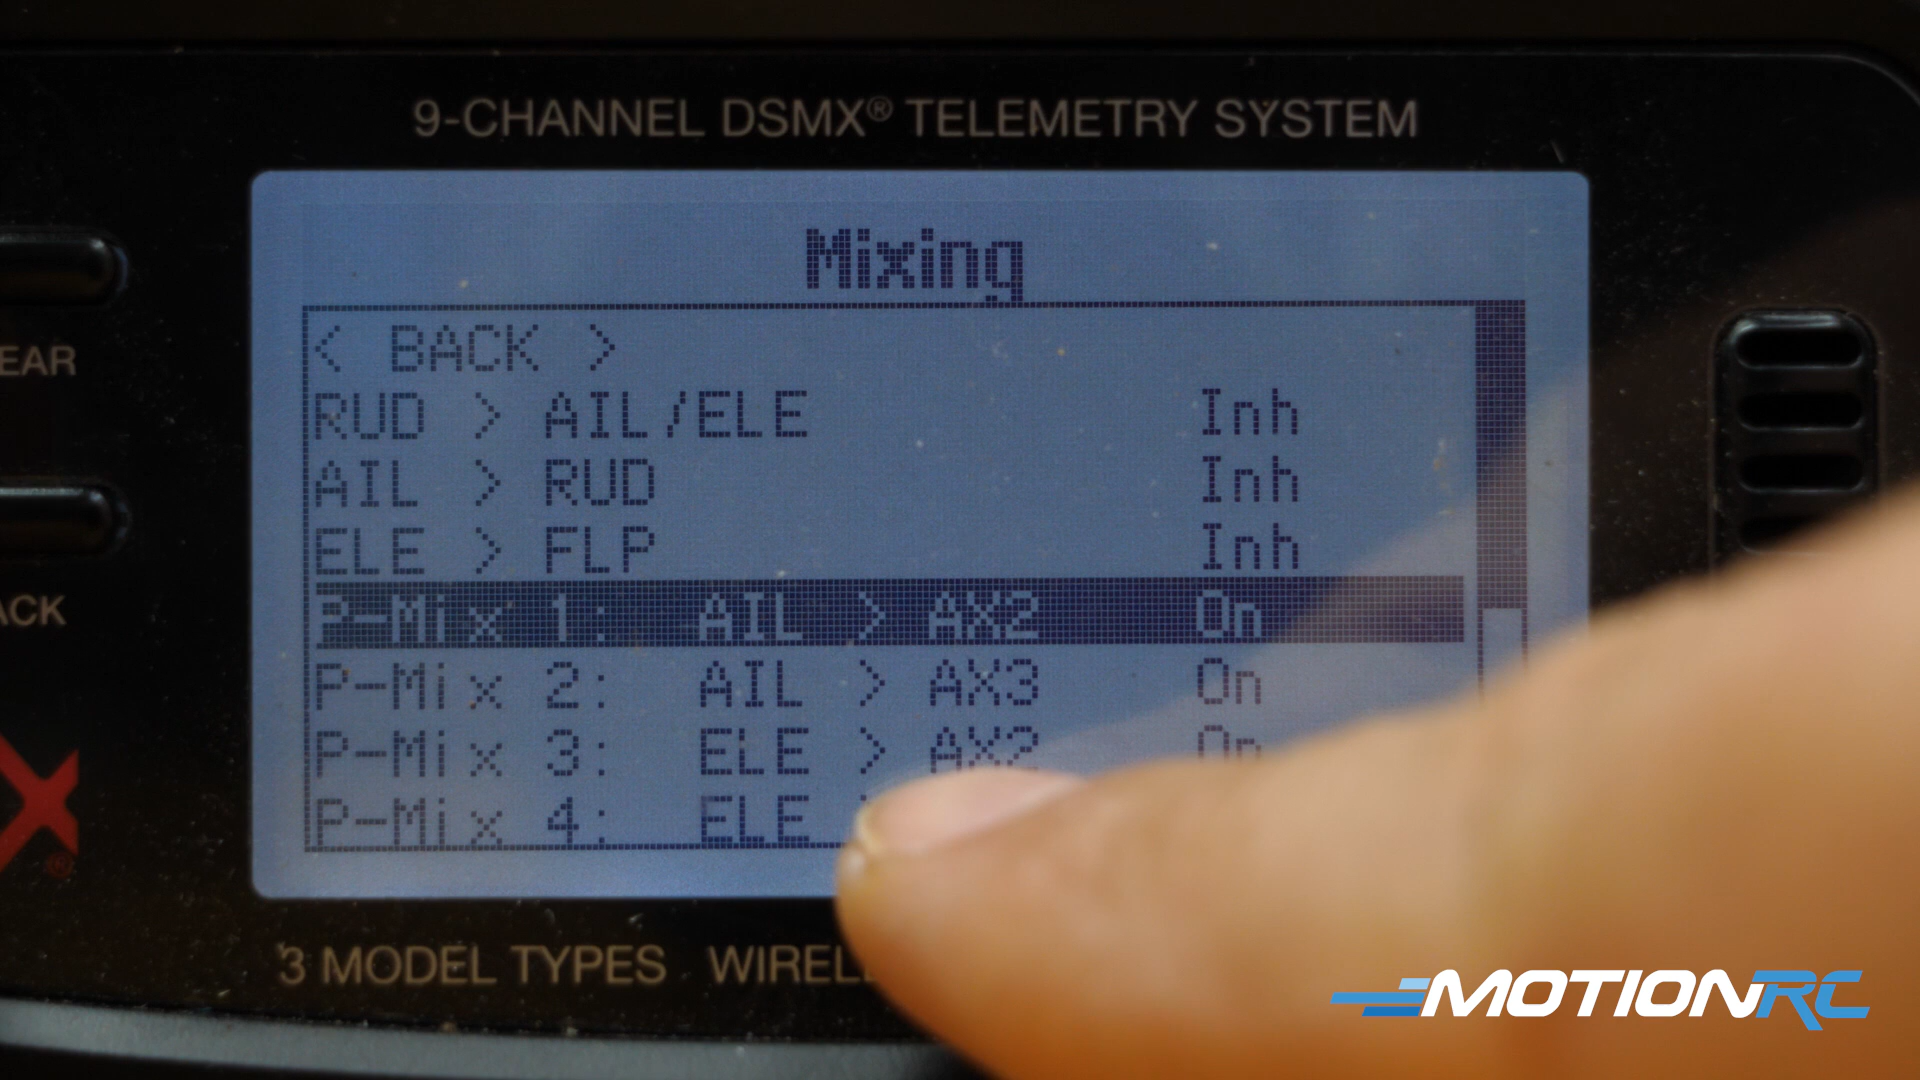 9-CHANNEL DSMX® TELEMETRY SYSTEM
Mixing
< BACK >
RUD > AIL/ELE Inh
AIL > RUD Inh
ELE > FLP Inh
P-Mix 1: AIL > AX2 On
P-Mix 2: AIL > AX3 On
P-Mix 3: ELE > AX2 On
P-Mix 4: ELE
EAR
ACK
X®
3 MODEL TYPES
MOTIONRC